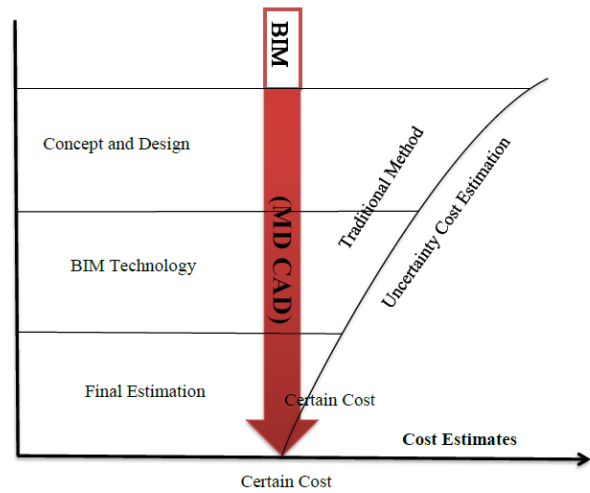 BIM
Concept and Design
Traditional Method
Uncertainty Cost Estimation
(MD CAD)
BIM Technology
Final Estimation
Certain Cost
Cost Estimates
Certain Cost